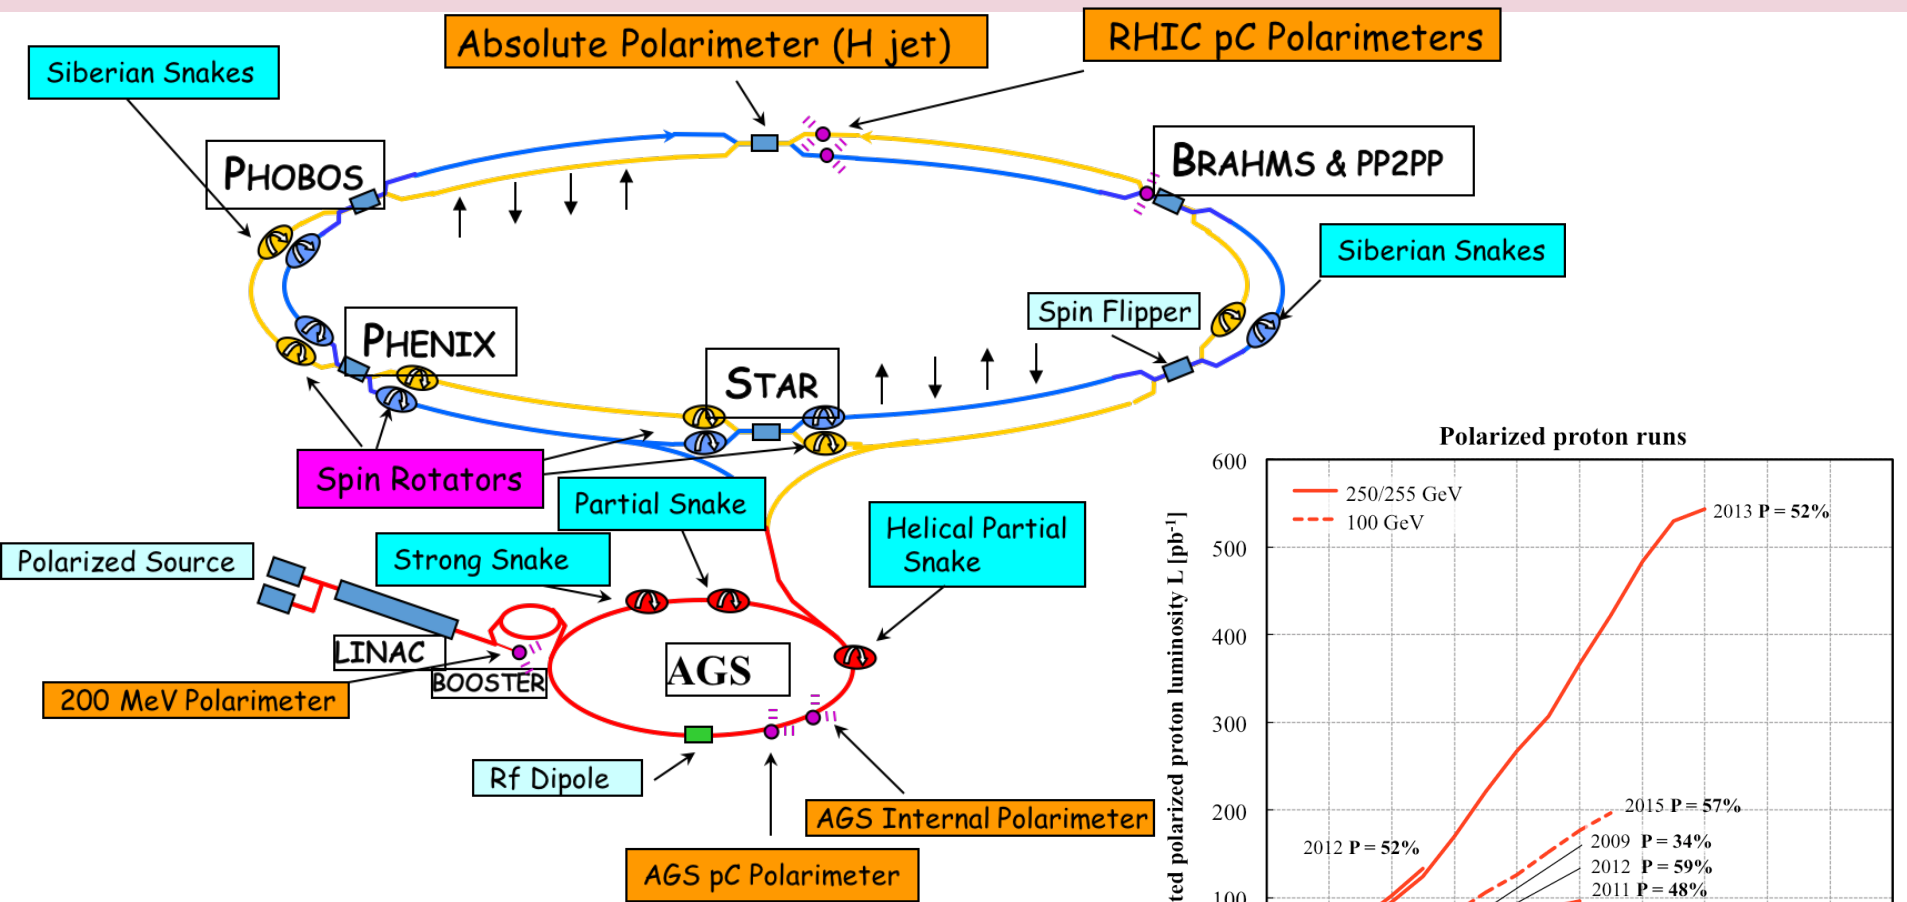 Absolute Polarimeter (H jet)
RHIC pC Polarimeters
Siberian Snakes
PHOBOS
BRAHMS & PP2PP
Siberian Snakes
Spin Flipper
PHENIX
STAR
Spin Rotators
Partial Snake
Helical Partial
Snake
Strong Snake
Polarized Source
LINAC
BOOSTER
AGS
200 MeV Polarimeter
Rf Dipole
AGS Internal Polarimeter
AGS pC Polarimeter
Polarized proton runs
600
500
400
300
200
100
polarized proton luminosity L [pb-1]
250/255 GeV
100 GeV
2013 P = 52%
2015 P = 57%
2012 P = 52%
2009 P = 34%
2012 P = 59%
2011 P = 48%